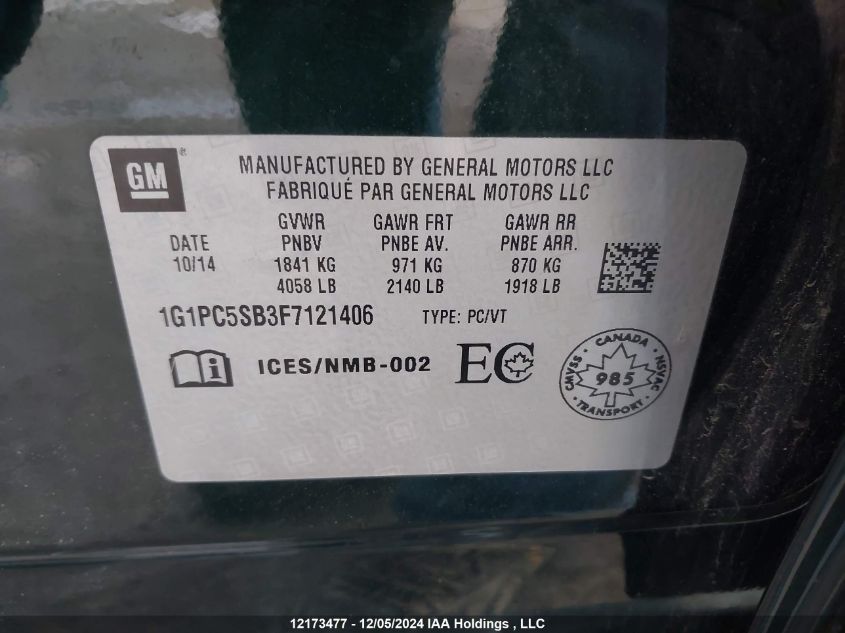 GM®
MANUFACTURED BY GENERAL MOTORS LLC
FABRIQUÉ PAR GENERAL MOTORS LLC
GVWR GAWR FRT GAWR RR
DATE PNBV PNBE AV. PNBE ARR.
10/14 1841 KG 971 KG 870 KG
4058 LB 2140 LB 1918 LB
1G1PC5SB3F7121406 TYPE: PC/VT
i ICES/NMB-002 EC
CANADA
CMVSS 985 NSVAC
TRANSPORT
12173477 - 12/05/2024 IAA Holdings , LLC